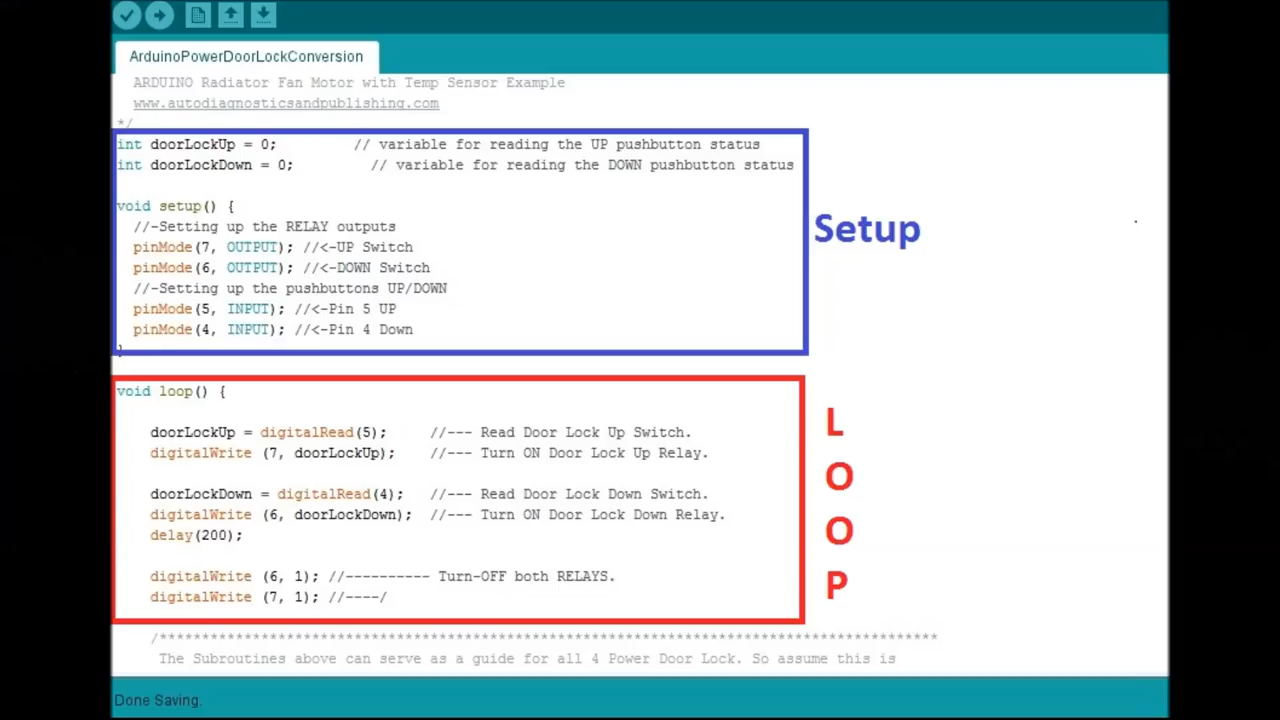 ArduinoPowerDoorLockConversion
ARDUINO Radiator Fan Motor with Temp Sensor Example
www.autodiagnosticsandpublishing.com
*/
int doorLockUp = 0;         // variable for reading the UP pushbutton status
int doorLockDown = 0;         // variable for reading the DOWN pushbutton status
void setup() {
//-Setting up the RELAY outputs
pinMode(7, OUTPUT); //<-UP Switch
pinMode(6, OUTPUT); //<-DOWN Switch
//-Setting up the pushbuttons UP/DOWN
pinMode(5, INPUT); //<-Pin 5 UP
pinMode(4, INPUT); //<-Pin 4 Down
}
Setup
void loop() {
doorLockUp = digitalRead(5);     //--- Read Door Lock Up Switch.
digitalWrite (7, doorLockUp);    //--- Turn ON Door Lock Up Relay.
doorLockDown = digitalRead(4);   //--- Read Door Lock Down Switch.
digitalWrite (6, doorLockDown);  //--- Turn ON Door Lock Down Relay.
delay(200);
digitalWrite (6, 1); //---------- Turn-OFF both RELAYS.
digitalWrite (7, 1); //----/
L
O
O
P
/********************************************************************************************
The Subroutines above can serve as a guide for all 4 Power Door Lock. So assume this is
Done Saving.